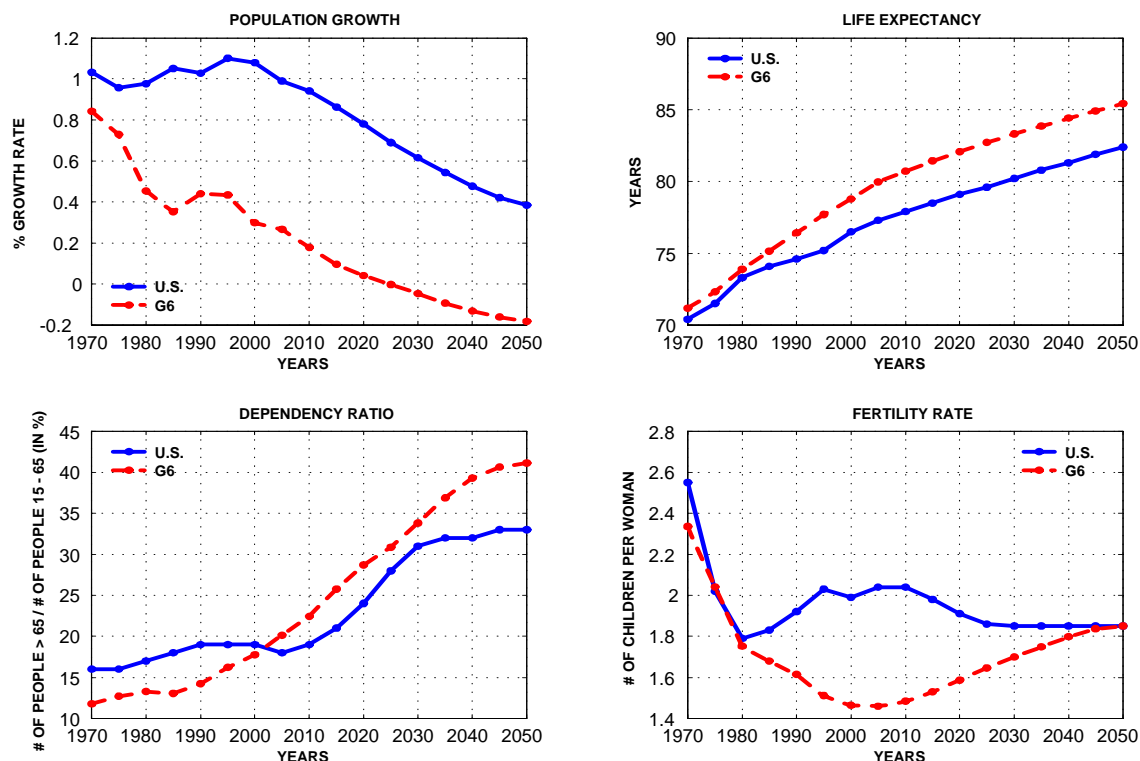 POPULATION GROWTH
% GROWTH RATE
1.2
1
0.8
0.6
0.4
0.2
0
-0.2
U.S.
G6
1970 1980 1990 2000 2010 2020 2030 2040 2050
YEARS
LIFE EXPECTANCY
YEARS
90
85
80
75
70
U.S.
G6
1970 1980 1990 2000 2010 2020 2030 2040 2050
YEARS
DEPENDENCY RATIO
# OF PEOPLE > 65 / # OF PEOPLE 15 - 65 (IN %)
45
40
35
30
25
20
15
10
U.S.
G6
1970 1980 1990 2000 2010 2020 2030 2040 2050
YEARS
FERTILITY RATE
# OF CHILDREN PER WOMAN
2.8
2.6
2.4
2.2
2
1.8
1.6
1.4
U.S.
G6
1970 1980 1990 2000 2010 2020 2030 2040 2050
YEARS